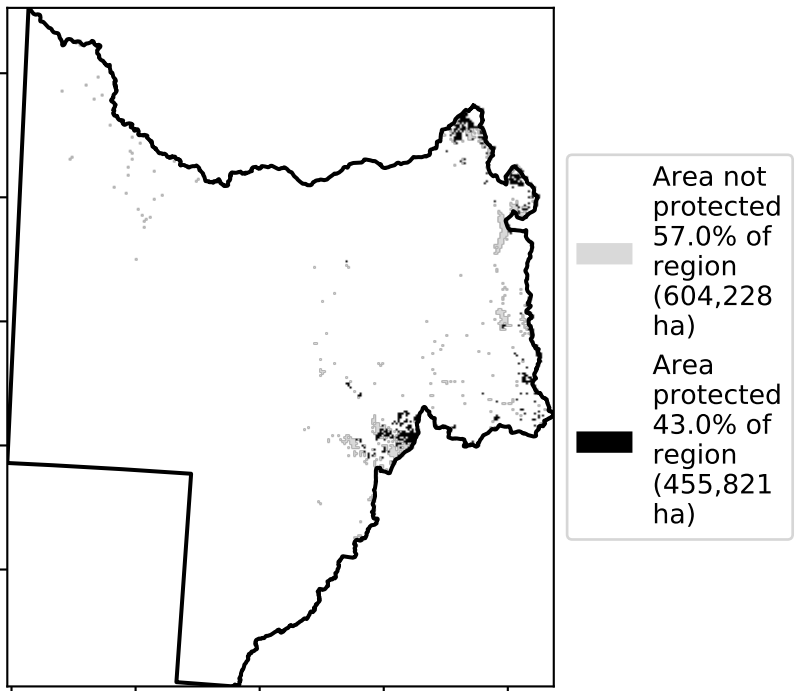 Area not
protected
57.0% of
region
(604,228
ha)
Area
protected
43.0% of
region
(455,821
ha)